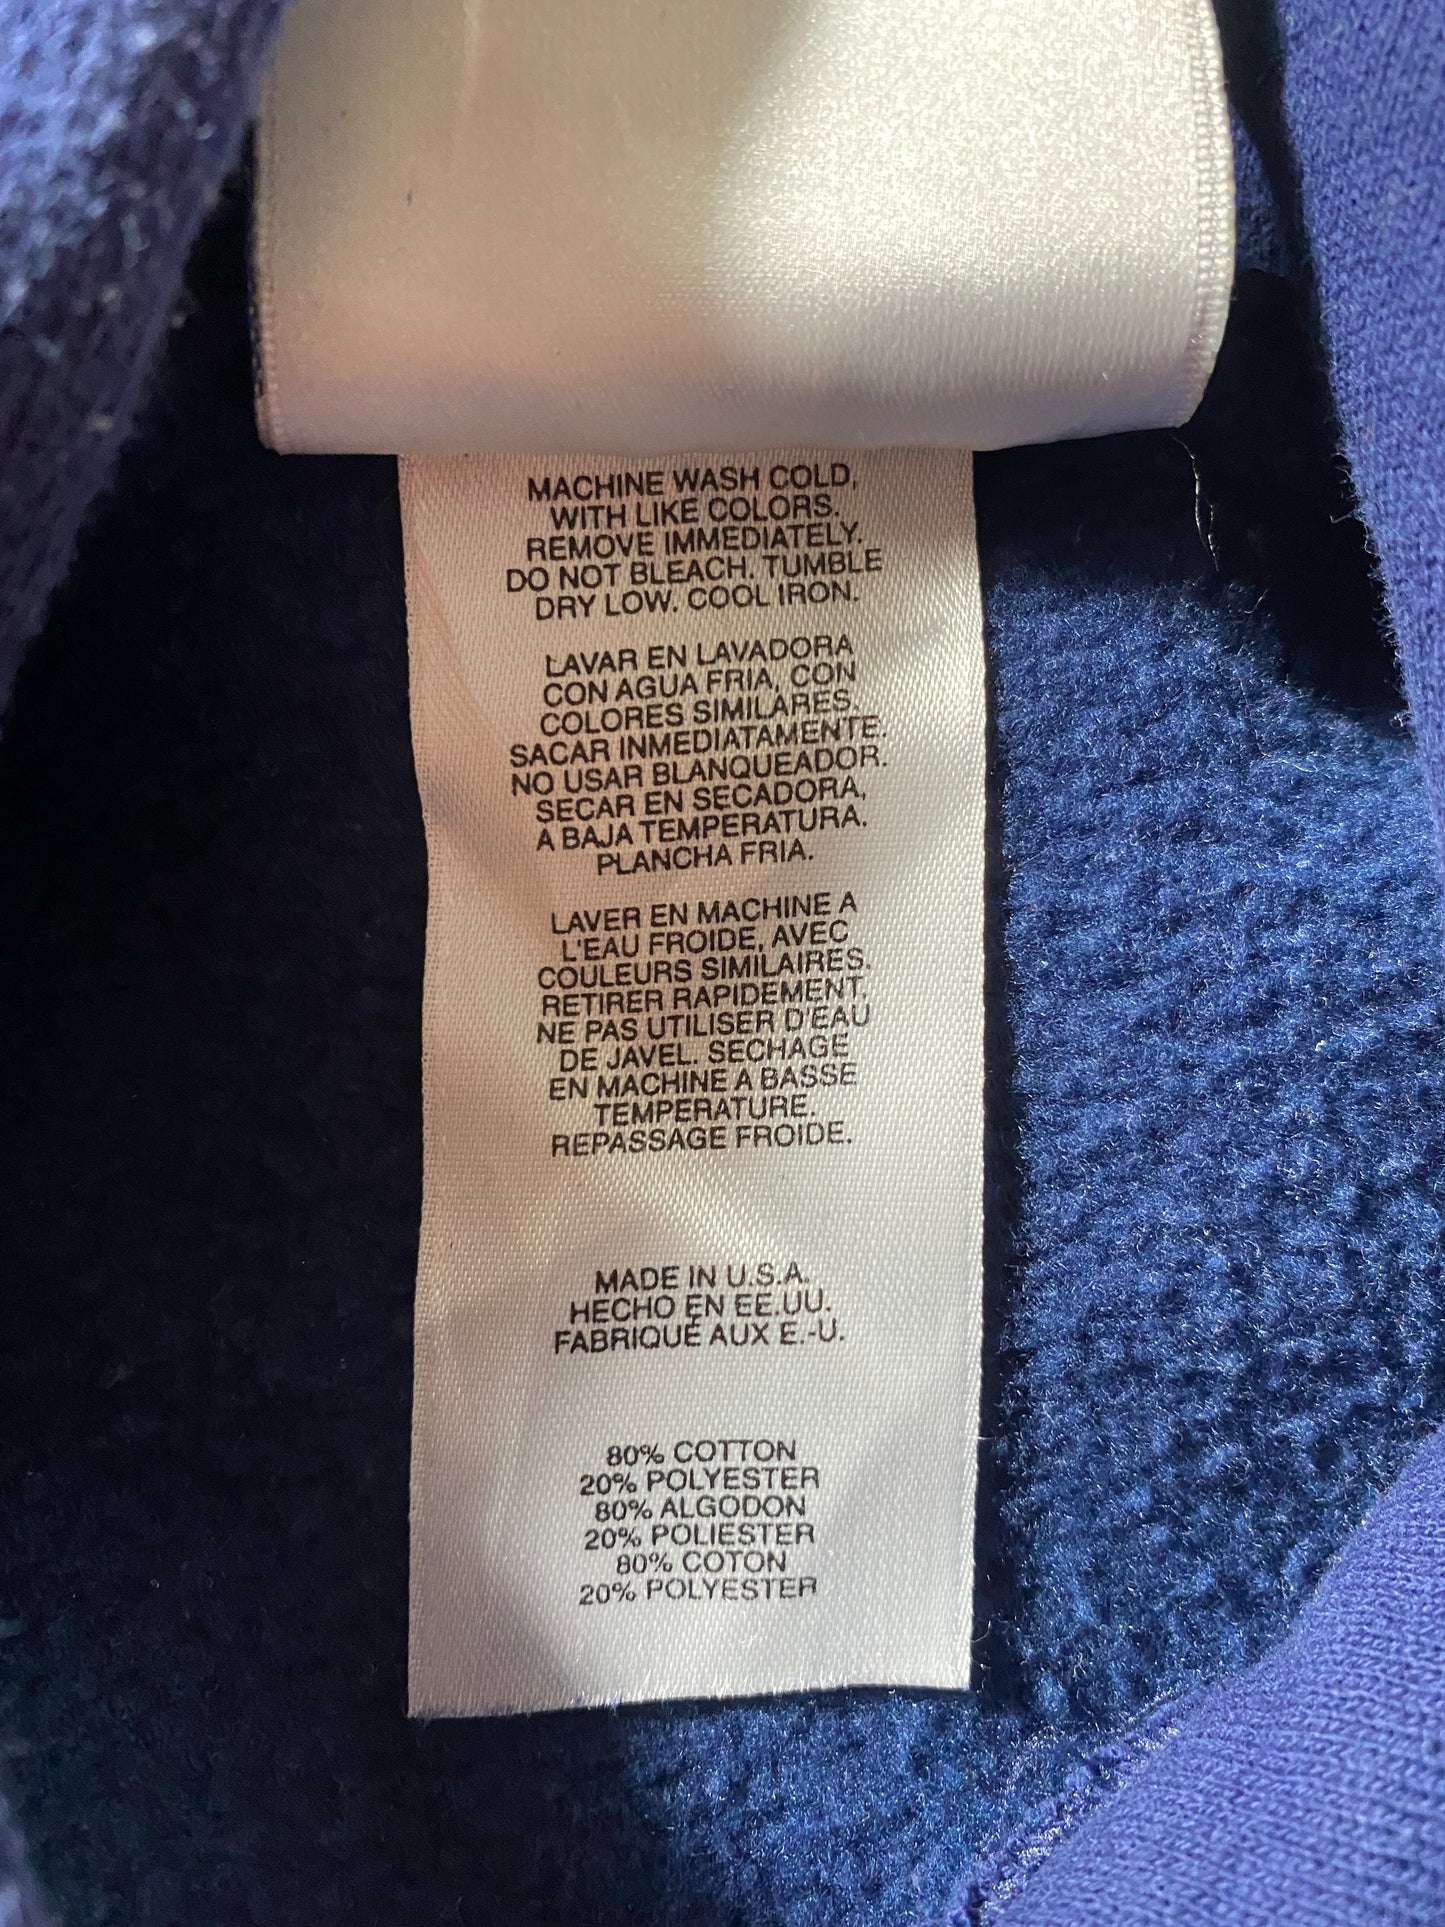 MACHINE WASH COLD,
WITH LIKE COLORS.
REMOVE IMMEDIATELY.
DO NOT BLEACH. TUMBLE
DRY LOW. COOL IRON.
LAVAR EN LAVADORA
CON AGUA FRIA, CON
COLORES SIMILARES.
SACAR INMEDIATAMENTE.
NO USAR BLANQUEADOR.
SECAR EN SECADORA,
A BAJA TEMPERATURA.
PLANCHA FRIA.
LAVER EN MACHINE A
L'EAU FROIDE, AVEC
COULEURS SIMILAIRES.
RETIRER RAPIDEMENT.
NE PAS UTILISER D'EAU
DE JAVEL. SECHAGE
EN MACHINE A BASSE
TEMPERATURE.
REPASSAGE FROIDE.
MADE IN U.S.A.
HECHO EN EE.UU.
FABRIQUÉ AUX E.-U.
80% COTTON
20% POLYESTER
80% ALGODON
20% POLIESTER
80% COTON
20% POLYESTER